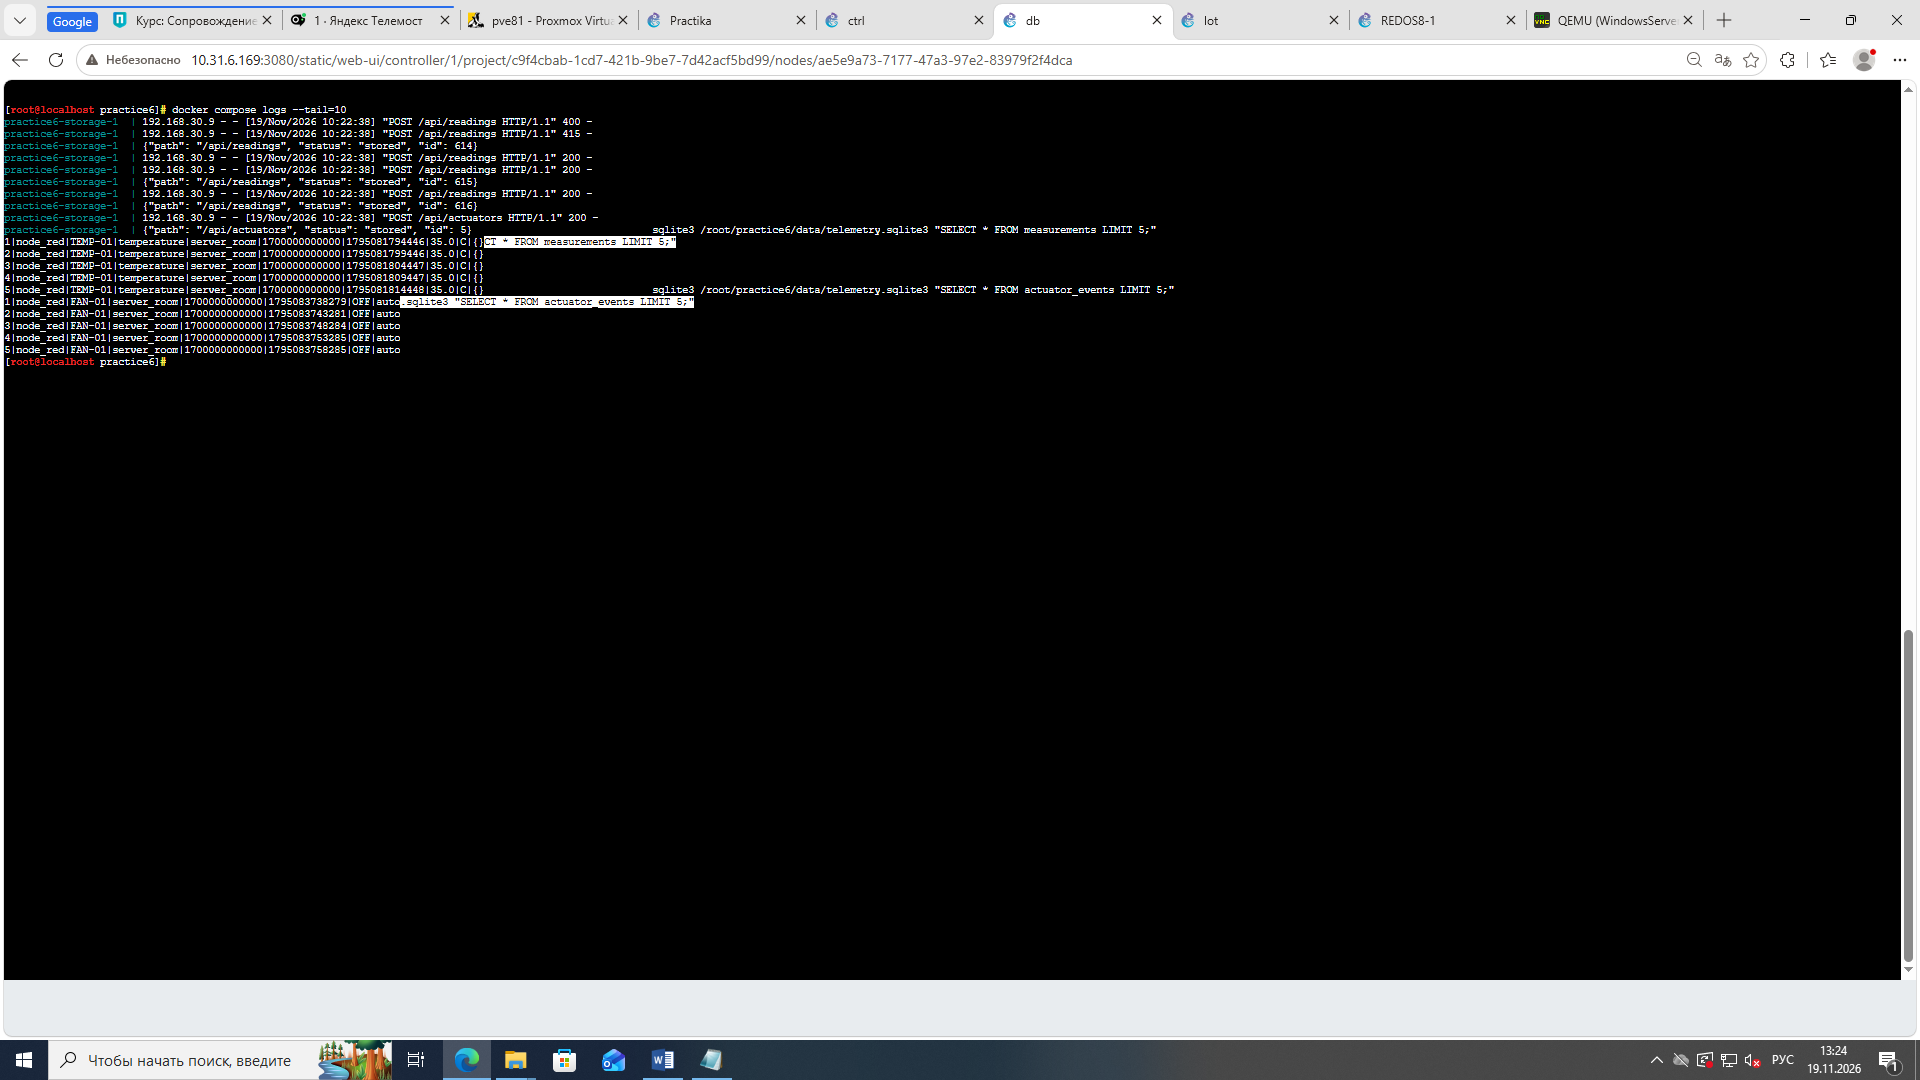 Google
Курс: Сопровождение
1 · Яндекс Телемост
pve81 - Proxmox Virtua
Practika
ctrl
db
Iot
REDOS8-1
QEMU (WindowsServe
Небезопасно
10.31.6.169:3080/static/web-ui/controller/1/project/c9f4cbab-1cd7-421b-9be7-7d42acf5bd99/nodes/ae5e9a73-7177-47a3-97e2-83979f2f4dca
[root@localhost practice6]# docker compose logs --tail=10
practice6-storage-1  | 192.168.30.9 - - [19/Nov/2026 10:22:38] "POST /api/readings HTTP/1.1" 400 -
practice6-storage-1  | 192.168.30.9 - - [19/Nov/2026 10:22:38] "POST /api/readings HTTP/1.1" 415 -
practice6-storage-1  | {"path": "/api/readings", "status": "stored", "id": 614}
practice6-storage-1  | 192.168.30.9 - - [19/Nov/2026 10:22:38] "POST /api/readings HTTP/1.1" 200 -
practice6-storage-1  | 192.168.30.9 - - [19/Nov/2026 10:22:38] "POST /api/readings HTTP/1.1" 200 -
practice6-storage-1  | {"path": "/api/readings", "status": "stored", "id": 615}
practice6-storage-1  | 192.168.30.9 - - [19/Nov/2026 10:22:38] "POST /api/readings HTTP/1.1" 200 -
practice6-storage-1  | {"path": "/api/readings", "status": "stored", "id": 616}
practice6-storage-1  | 192.168.30.9 - - [19/Nov/2026 10:22:38] "POST /api/actuators HTTP/1.1" 200 -
practice6-storage-1  | {"path": "/api/actuators", "status": "stored", "id": 5} sqlite3 /root/practice6/data/telemetry.sqlite3 "SELECT * FROM measurements LIMIT 5;"
1|node_red|TEMP-01|temperature|server_room|1700000000000|1795081794446|35.0|C|{}CT * FROM measurements LIMIT 5;"
2|node_red|TEMP-01|temperature|server_room|1700000000000|1795081799446|35.0|C|{}
3|node_red|TEMP-01|temperature|server_room|1700000000000|1795081804447|35.0|C|{}
4|node_red|TEMP-01|temperature|server_room|1700000000000|1795081809447|35.0|C|{}
5|node_red|TEMP-01|temperature|server_room|1700000000000|1795081814448|35.0|C|{} sqlite3 /root/practice6/data/telemetry.sqlite3 "SELECT * FROM actuator_events LIMIT 5;"
1|node_red|FAN-01|server_room|1700000000000|1795083738279|OFF|auto.sqlite3 "SELECT * FROM actuator_events LIMIT 5;"
2|node_red|FAN-01|server_room|1700000000000|1795083743281|OFF|auto
3|node_red|FAN-01|server_room|1700000000000|1795083748284|OFF|auto
4|node_red|FAN-01|server_room|1700000000000|1795083753285|OFF|auto
5|node_red|FAN-01|server_room|1700000000000|1795083758285|OFF|auto
[root@localhost practice6]#
Чтобы начать поиск, введите
РУС
13:24
19.11.2026
1